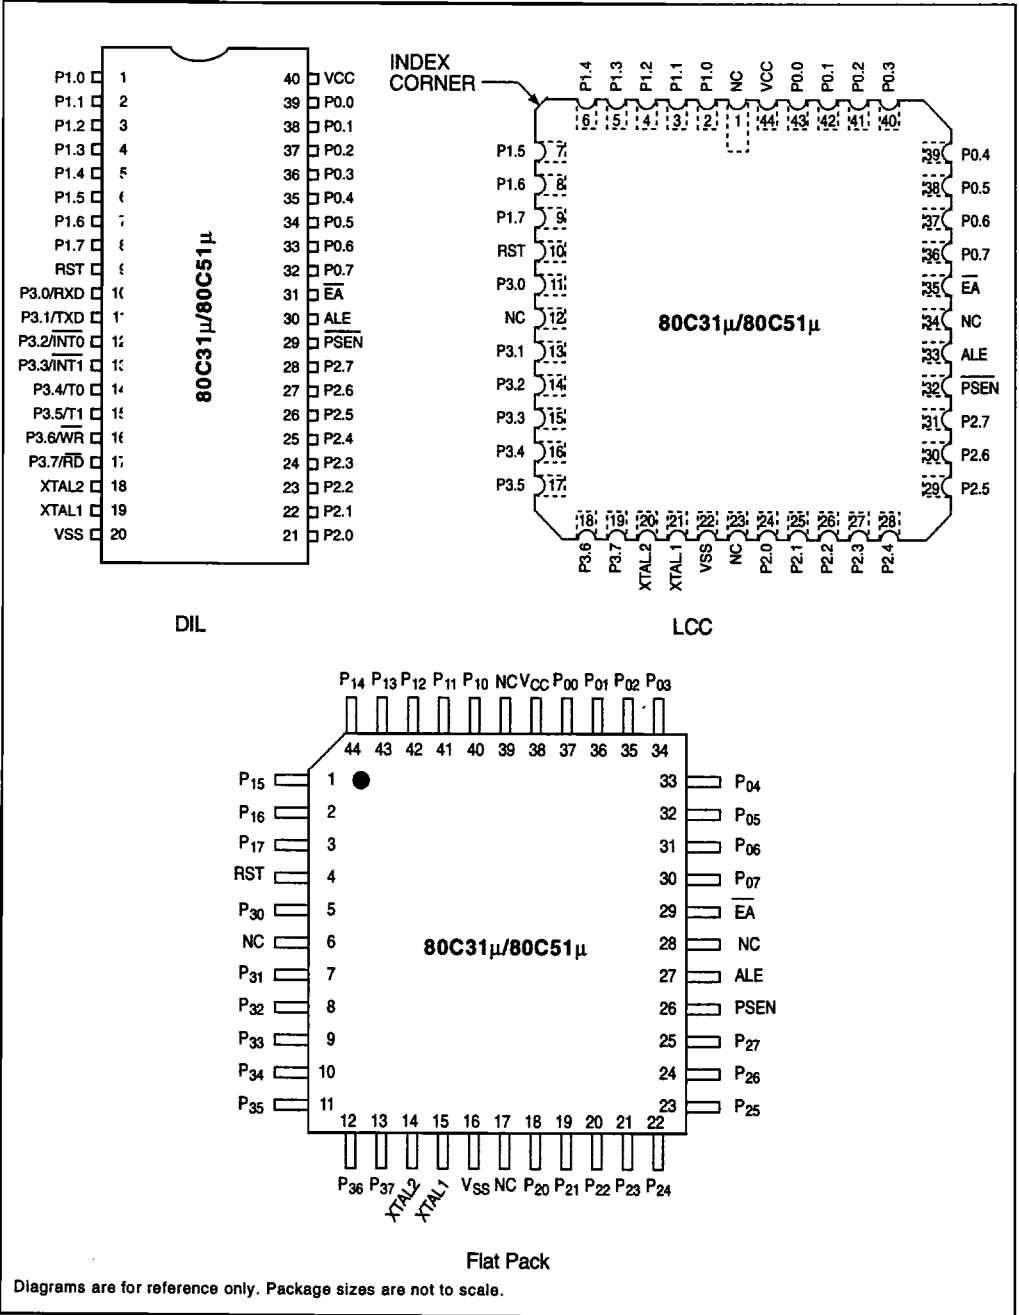 P1.0 1 40 VCC
P1.1 2 39 P0.0
P1.2 3 38 P0.1
P1.3 4 37 P0.2
P1.4 36 P0.3
P1.5 35 P0.4
P1.6 34 P0.5
P1.7 33 P0.6
RST 32 P0.7
P3.0/RXD 31 EA
P3.1/TXD 30 ALE
P3.2/INT0 29 PSEN
P3.3/INT1 28 P2.7
P3.4/T0 27 P2.6
P3.5/T1 26 P2.5
P3.6/WR 25 P2.4
P3.7/RD 24 P2.3
XTAL2 18 23 P2.2
XTAL1 19 22 P2.1
VSS 20 21 P2.0
80C31µ/80C51µ
DIL
INDEX
CORNER
P1.4 P1.3 P1.2 P1.1 P1.0 NC VCC P0.0 P0.1 P0.2 P0.3
6 5 4 3 2 1 44 43 42 41 40
P1.5 7 39 P0.4
P1.6 8 38 P0.5
P1.7 9 37 P0.6
RST 10 36 P0.7
P3.0 11 35 EA
NC 12 34 NC
80C31µ/80C51µ
P3.1 13 33 ALE
P3.2 14 32 PSEN
P3.3 15 31 P2.7
P3.4 16 30 P2.6
P3.5 17 29 P2.5
18 19 20 21 22 23 24 25 26 27 28
P3.6 P3.7 XTAL2 XTAL1 VSS NC P2.0 P2.1 P2.2 P2.3 P2.4
LCC
P14 P13 P12 P11 P10 NC VCC P00 P01 P02 P03
44 43 42 41 40 39 38 37 36 35 34
P15 1 33 P04
P16 2 32 P05
P17 3 31 P06
RST 4 30 P07
P30 5 29 EA
NC 6 28 NC
80C31µ/80C51µ
P31 7 27 ALE
P32 8 26 PSEN
P33 9 25 P27
P34 10 24 P26
P35 11 23 P25
12 13 14 15 16 17 18 19 20 21 22
P36 P37 XTAL2 XTAL1 VSS NC P20 P21 P22 P23 P24
Flat Pack
Diagrams are for reference only. Package sizes are not to scale.